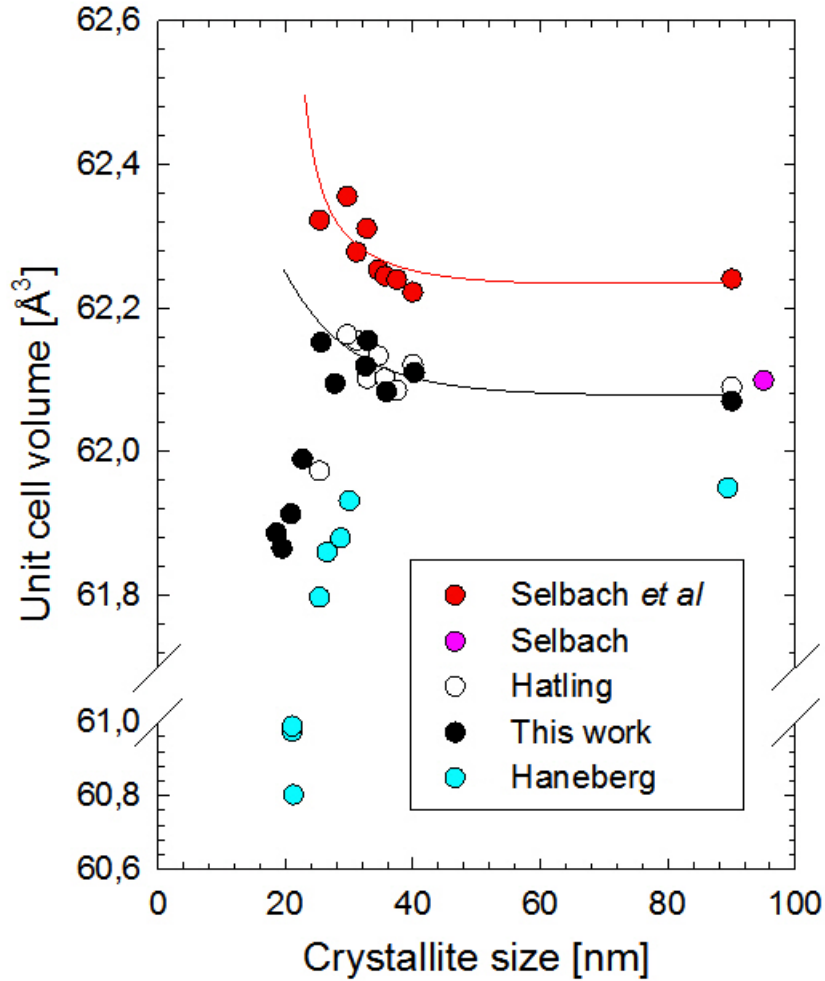 62,6
62,4
62,2
62,0
61,8
61,0
60,8
60,6
Unit cell volume [Å³]
Selbach et al
Selbach
Hatling
This work
Haneberg
0 20 40 60 80 100
Crystallite size [nm]